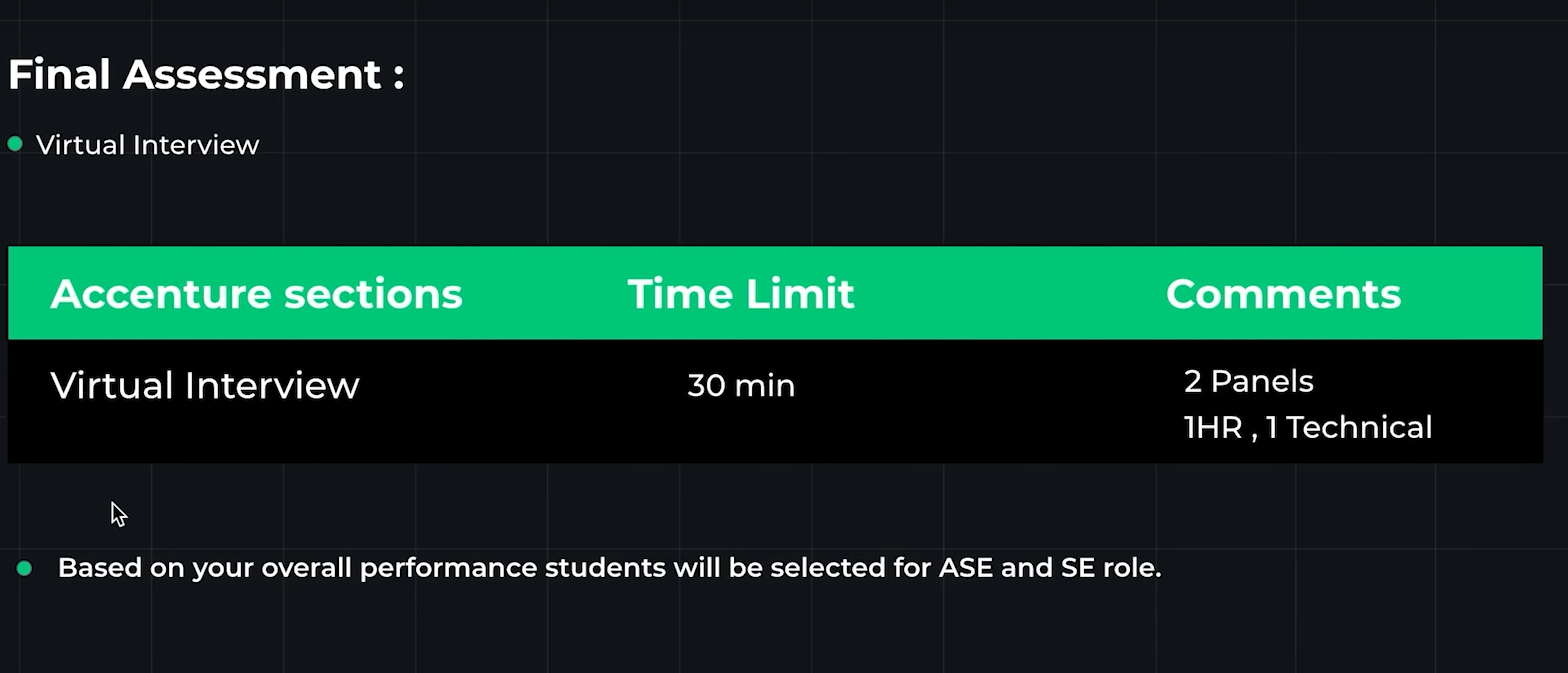 Final Assessment :
Virtual Interview
Accenture sections Time Limit Comments
Virtual Interview 30 min 2 Panels
1HR , 1 Technical
Based on your overall performance students will be selected for ASE and SE role.